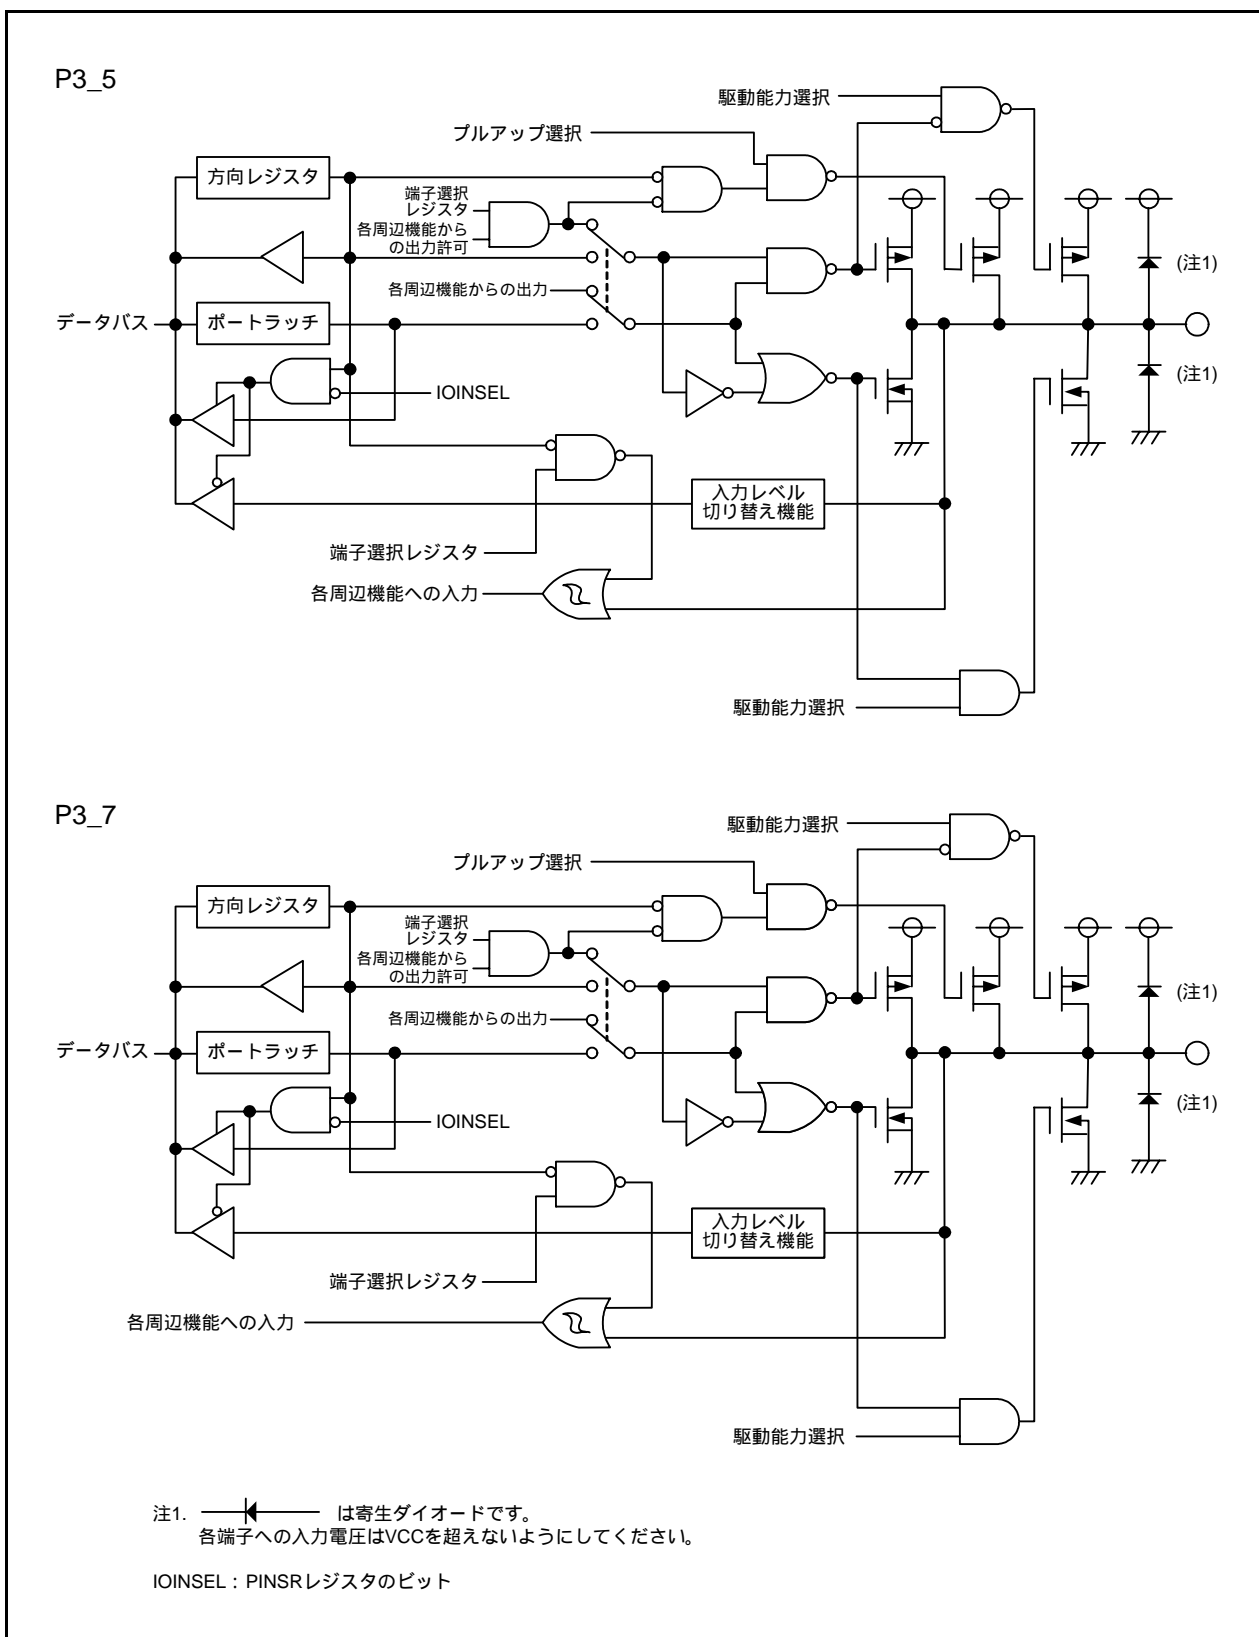 P3_5
駆動能力選択
プルアップ選択
方向レジスタ
端子選択
レジスタ
各周辺機能から
の出力許可
各周辺機能からの出力
(注1)
データバス
ポートラッチ
(注1)
IOINSEL
入力レベル
切り替え機能
端子選択レジスタ
各周辺機能への入力
駆動能力選択
P3_7
駆動能力選択
プルアップ選択
方向レジスタ
端子選択
レジスタ
各周辺機能から
の出力許可
各周辺機能からの出力
(注1)
データバス
ポートラッチ
(注1)
IOINSEL
入力レベル
切り替え機能
端子選択レジスタ
各周辺機能への入力
駆動能力選択
注1. は寄生ダイオードです。
各端子への入力電圧はVCCを超えないようにしてください。
IOINSEL：PINSRレジスタのビット